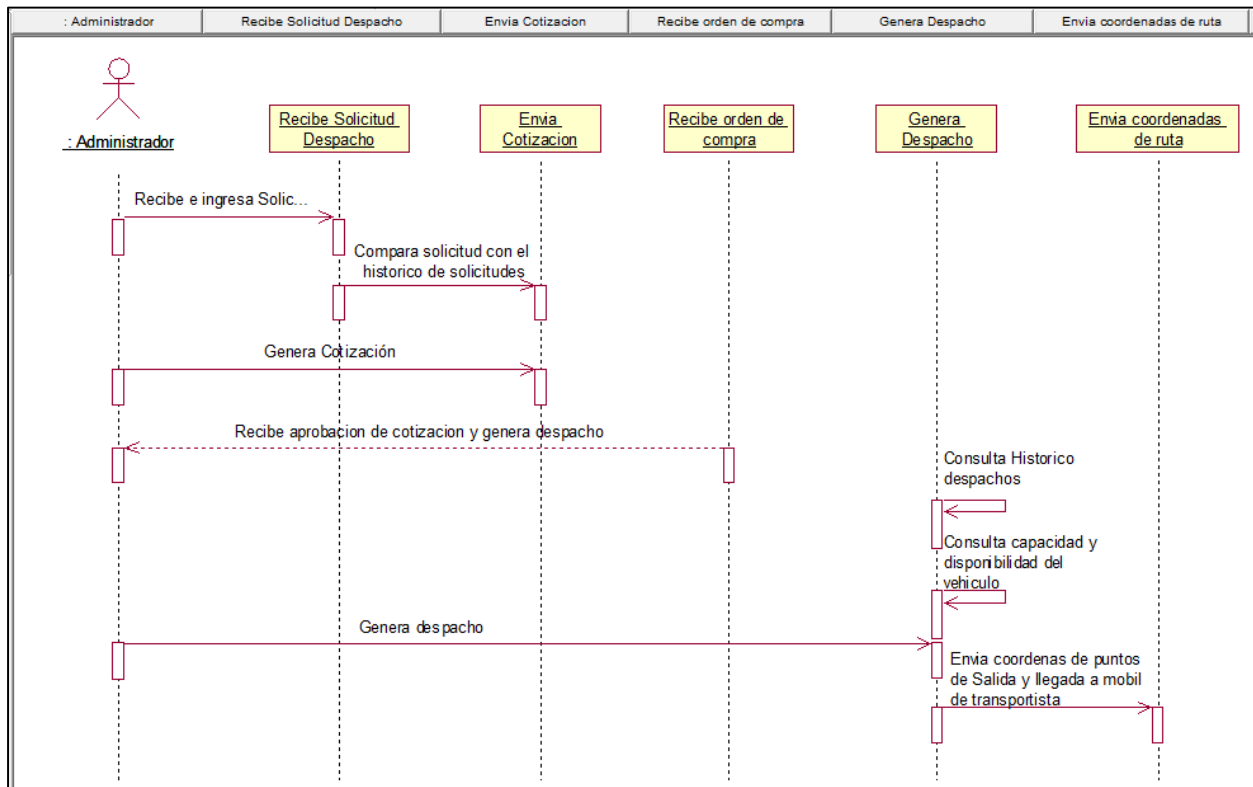 : Administrador
Recibe Solicitud Despacho
Envia Cotizacion
Recibe orden de compra
Genera Despacho
Envia coordenadas de ruta
: Administrador
Recibe Solicitud
Despacho
Envia
Cotizacion
Recibe orden de
compra
Genera
Despacho
Envia coordenadas
de ruta
Recibe e ingresa Solic...
Compara solicitud con el
historico de solicitudes
Genera Cotización
Recibe aprobacion de cotizacion y genera despacho
Consulta Historico
despachos
Consulta capacidad y
disponibilidad del
vehiculo
Genera despacho
Envia coordenas de puntos
de Salida y llegada a mobil
de transportista